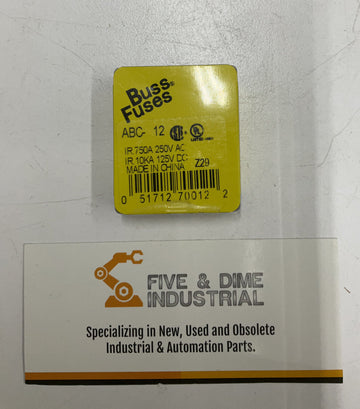 Buss®
Fuses
ABC- 12
IR 750A 250V AC
IR 10KA 125V DC
MADE IN CHINA Z29
0 51712 70012 2
FIVE & DIME
INDUSTRIAL
Specializing in New, Used and Obsolete
Industrial & Automation Parts.